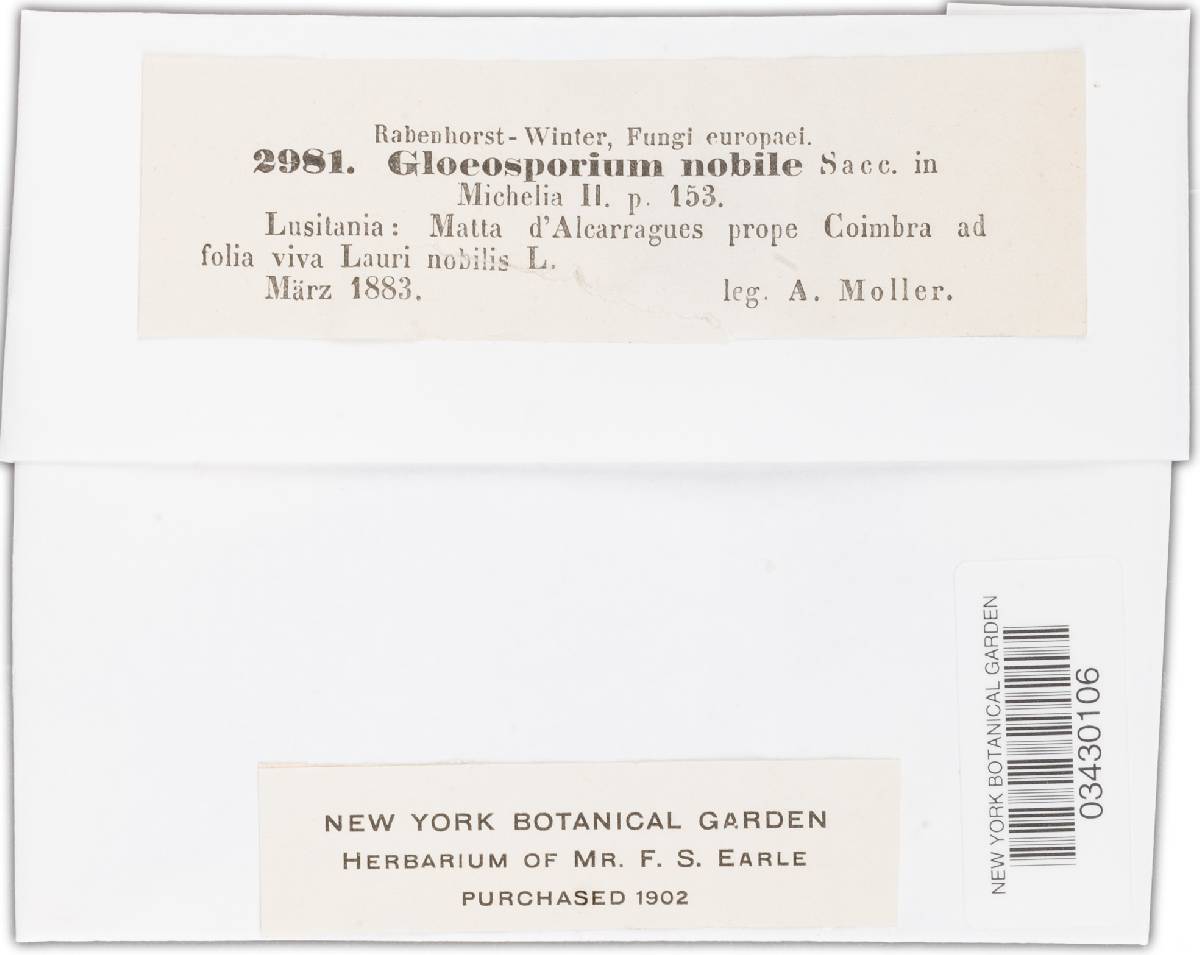 Rabenhorst-Winter, Fungi europaei.
2981. Gloeosporium nobile Sacc. in
Michelia II. p. 153.
Lusitania: Matta d'Alcarragues prope Coimbra ad
folia viva Lauri nobilis L.
März 1883. leg. A. Moller.
NEW YORK BOTANICAL GARDEN
03430106
NEW YORK BOTANICAL GARDEN
HERBARIUM OF MR. F. S. EARLE
PURCHASED 1902